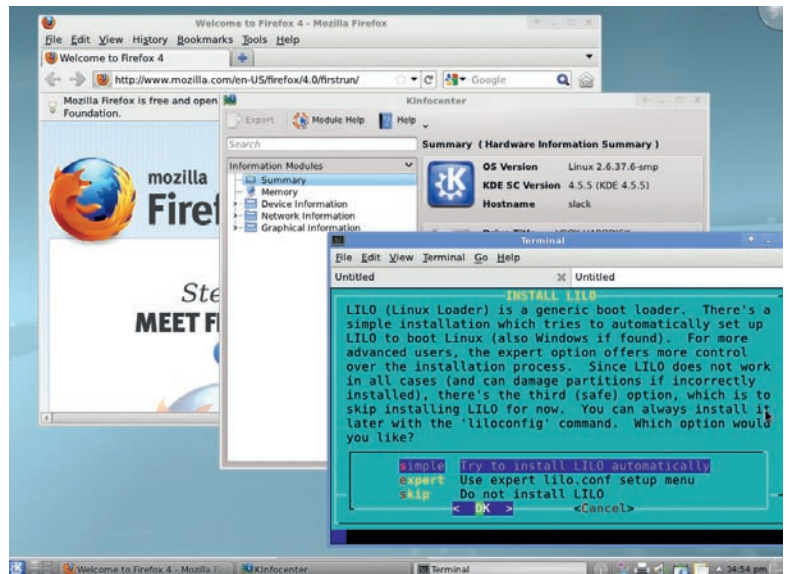 Welcome to Firefox 4 - Mozilla Firefox
File Edit View History Bookmarks Tools Help
Welcome to Firefox 4
http://www.mozilla.com/en-US/firefox/4.0/firstrun/
Google
Mozilla Firefox is free and open
Foundation.
mozilla
Firef
Ste
MEET FI
KInfocenter
Export Module Help Help
Search
Summary ( Hardware Information Summary )
Information Modules
Summary
Memory
Device Information
Network Information
Graphical Information
OS Version Linux 2.6.37.6-smp
KDE SC Version 4.5.5 (KDE 4.5.5)
Hostname slack
Terminal
File Edit View Terminal Go Help
Untitled Untitled
INSTALL LILO
LILO (Linux Loader) is a generic boot loader. There's a
simple installation which tries to automatically set up
LILO to boot Linux (also Windows if found). For more
advanced users, the expert option offers more control
over the installation process. Since LILO does not work
in all cases (and can damage partitions if incorrectly
installed), there's the third (safe) option, which is to
skip installing LILO for now. You can always install it
later with the 'liloconfig' command. Which option would
you like?
simple Try to install LILO automatically
expert Use expert lilo.conf setup menu
skip Do not install LILO
< OK > <Cancel>
Welcome to Firefox 4 - Mozilla Fir KInfocenter Terminal 34:54 pm